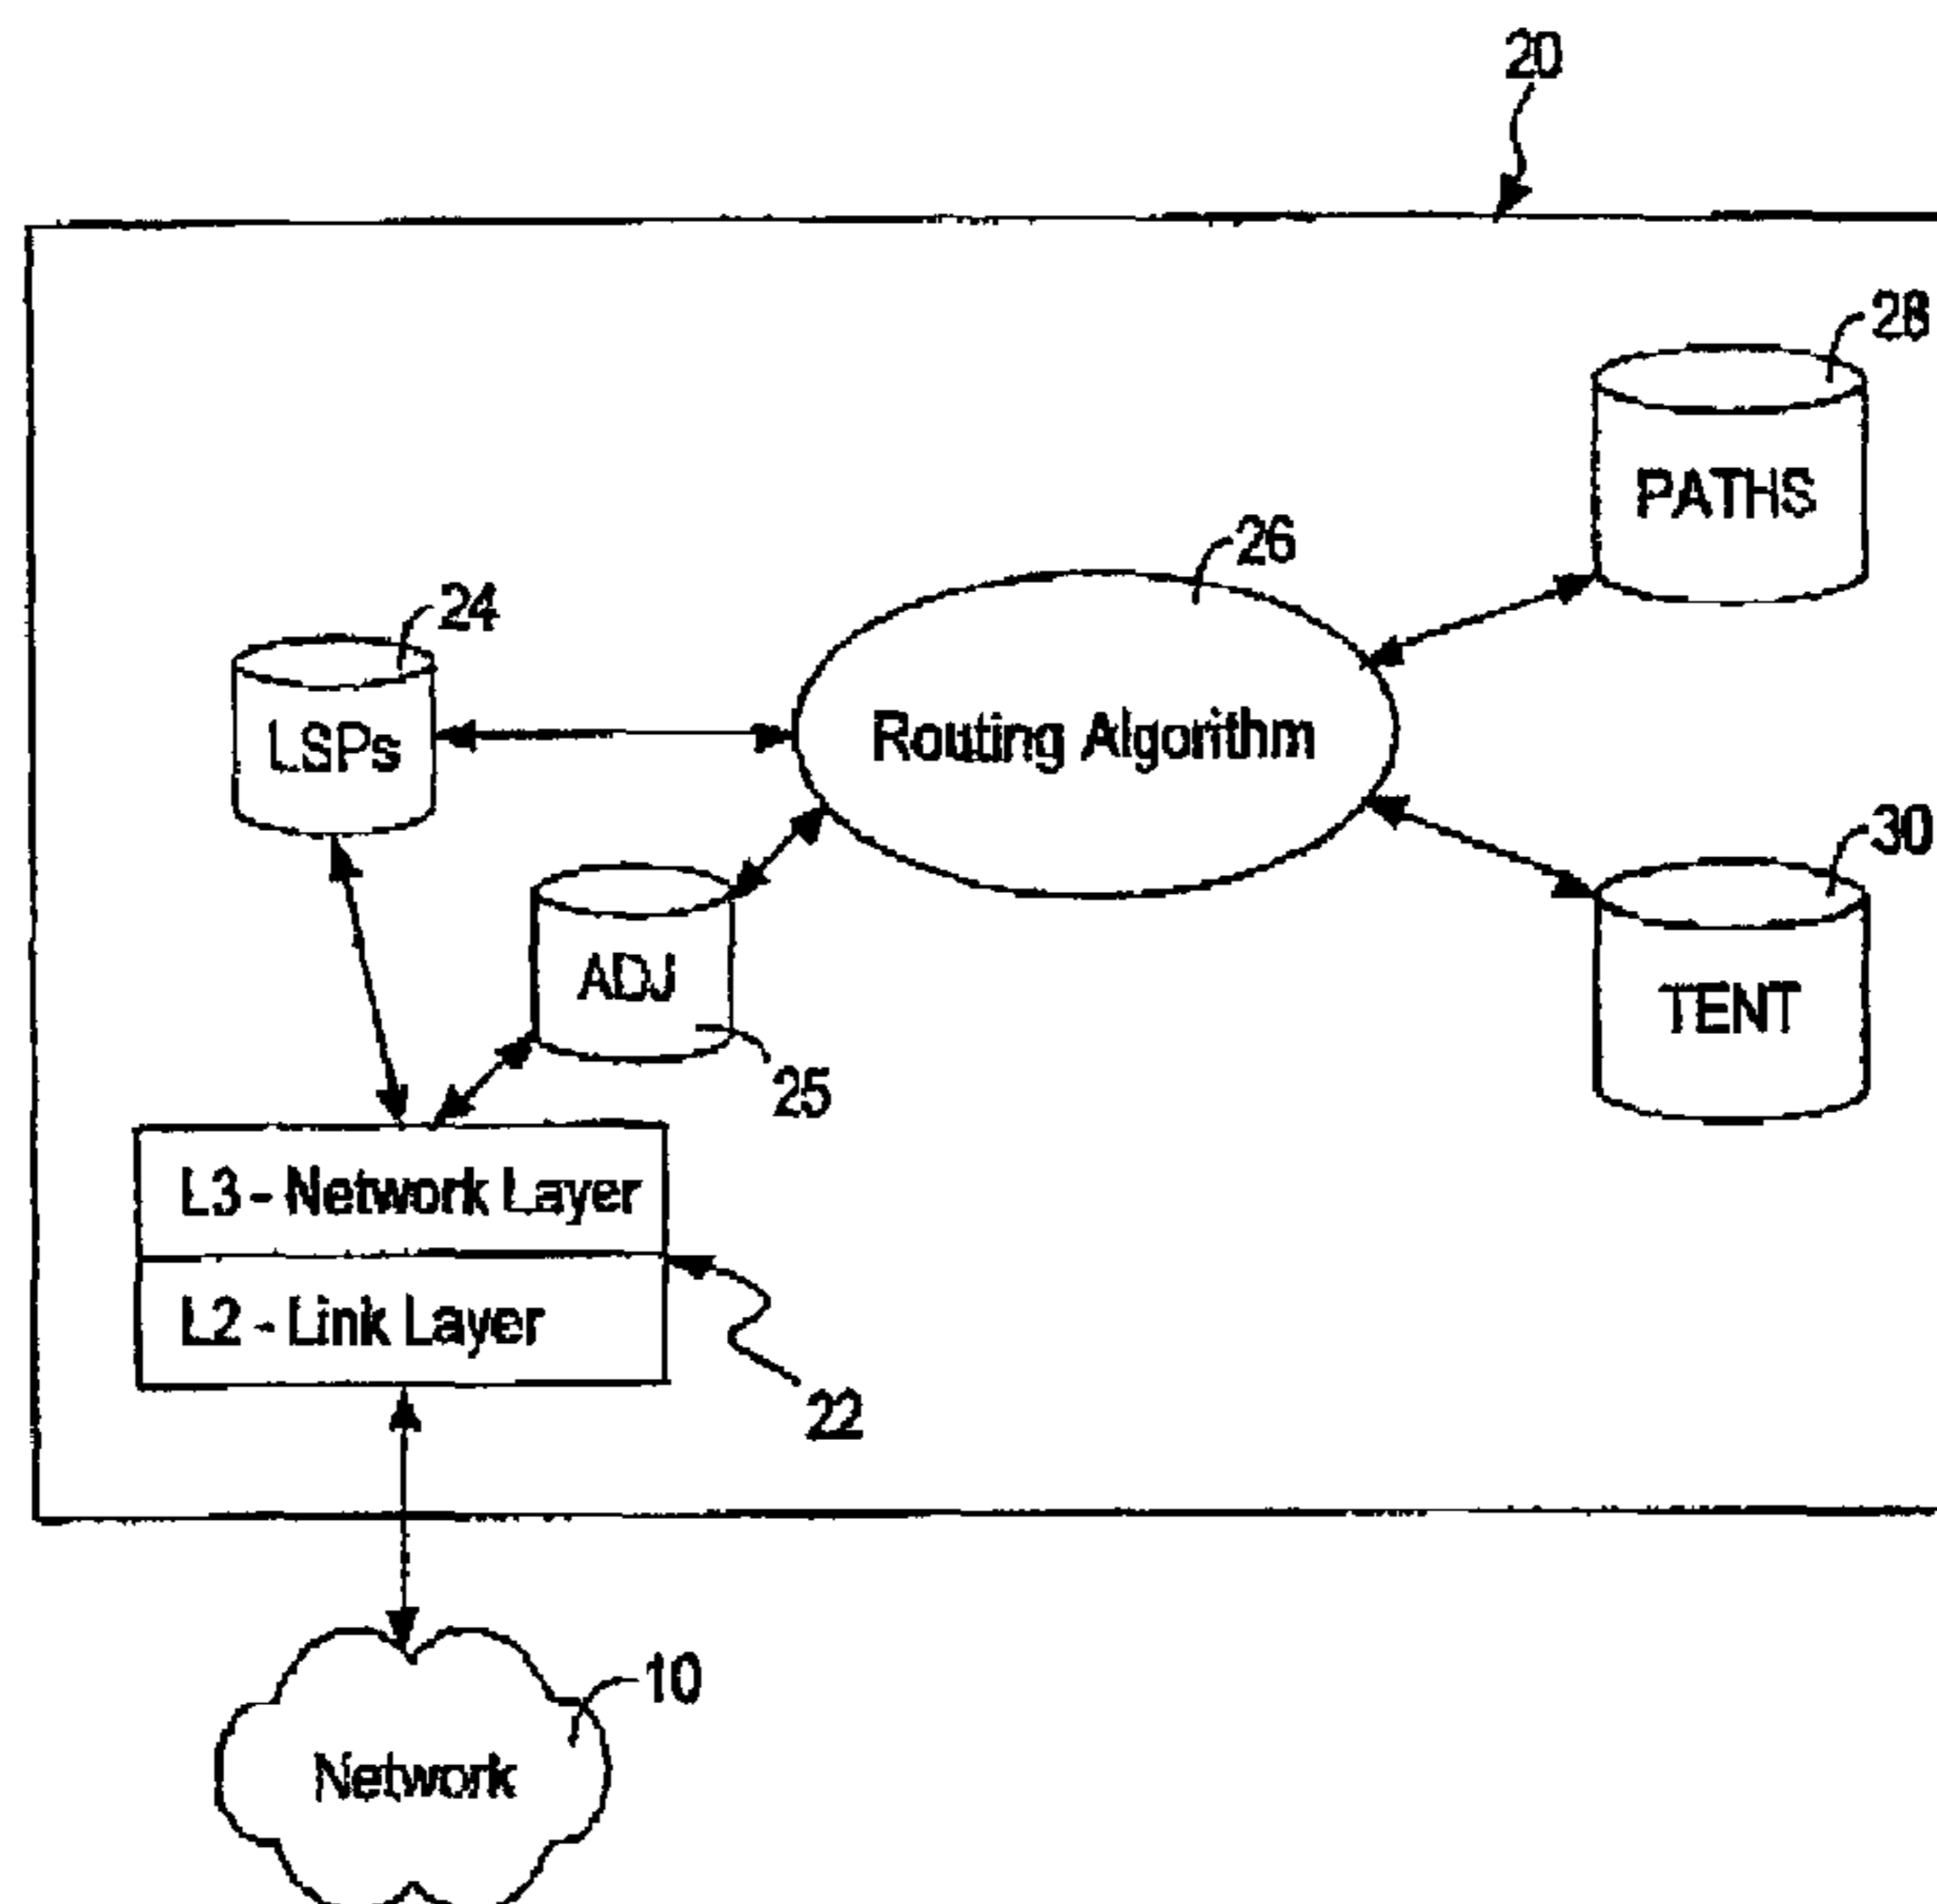 20
28
PATHS
26
24
Routing Algorithm
LSPs
30
ADJ
TENT
25
L3 - Network Layer
L2 - Link Layer
22
10
Network